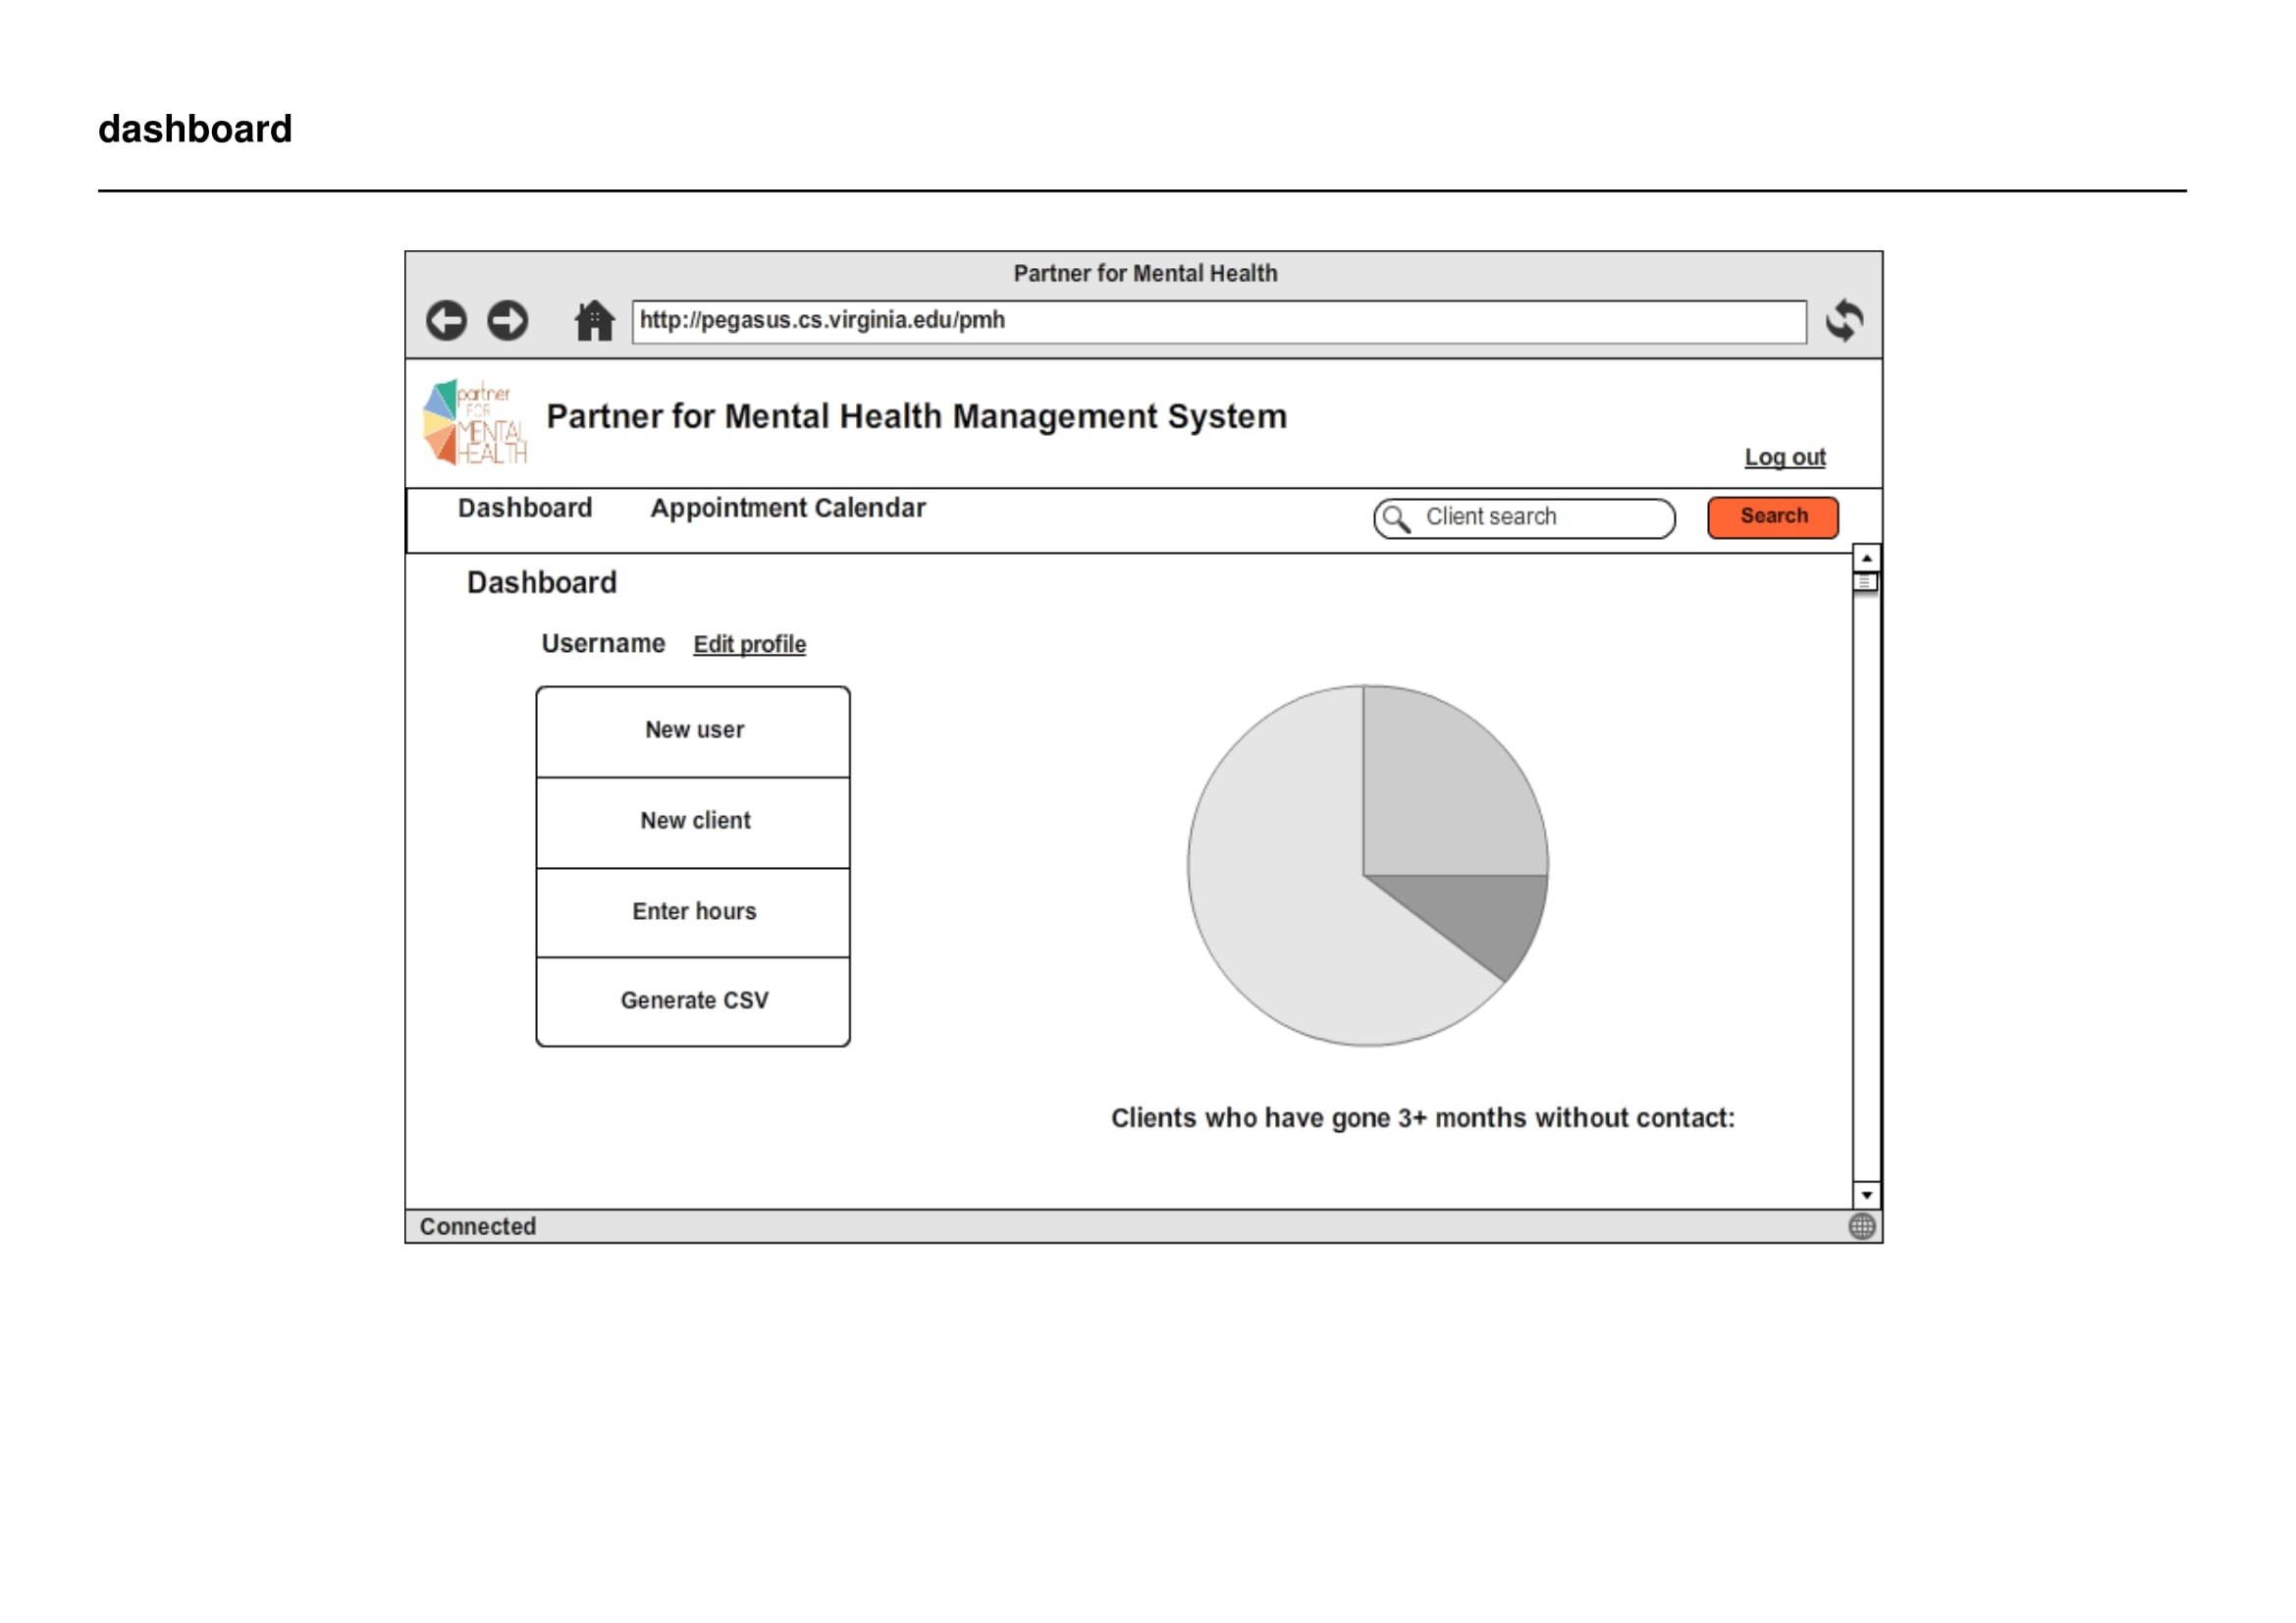 dashboard
Partner for Mental Health
http://pegasus.cs.virginia.edu/pmh
partner
FOR
MENTAL
HEALTH
Partner for Mental Health Management System
Log out
Dashboard Appointment Calendar Client search Search
Dashboard
Username Edit profile
New user
New client
Enter hours
Generate CSV
Clients who have gone 3+ months without contact:
Connected